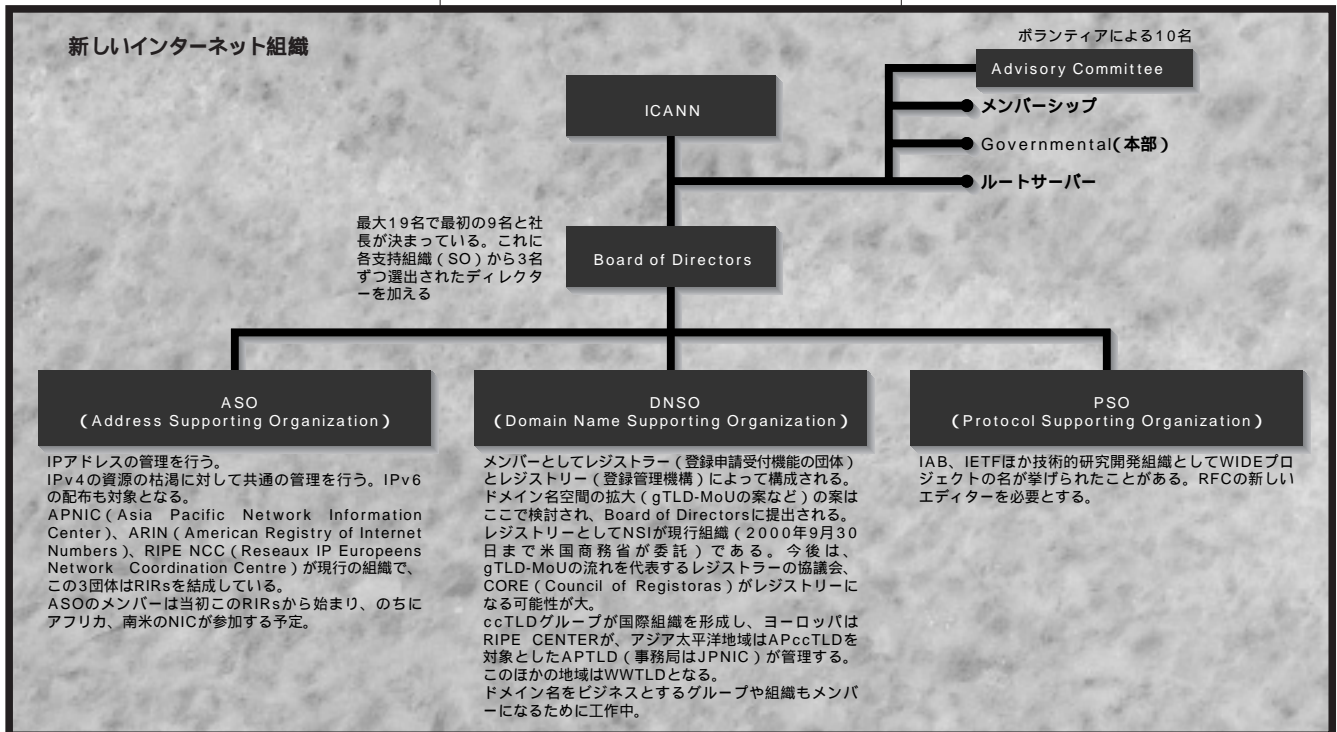 新しいインターネット組織
ボランティアによる10名
Advisory Committee
ICANN
メンバーシップ
Governmental(本部)
ルートサーバー
最大19名で最初の9名と社
長が決まっている。これに
各支持組織(SO)から3名
ずつ選出されたディレクタ
ーを加える
Board of Directors
ASO
(Address Supporting Organization)
IPアドレスの管理を行う。
IPv4の資源の枯渇に対して共通の管理を行う。IPv6
の配布も対象となる。
APNIC(Asia Pacific Network Information
Center)、ARIN(American Registry of Internet
Numbers)、RIPE NCC(Reseaux IP Europeens
Network Coordination Centre)が現行の組織で、
この3団体はRIRsを結成している。
ASOのメンバーは当初このRIRsから始まり、のちに
アフリカ、南米のNICが参加する予定。
DNSO
(Domain Name Supporting Organization)
メンバーとしてレジストラー(登録申請受付機能の団体)
とレジストリー(登録管理機構)によって構成される。
ドメイン名空間の拡大(gTLD-MoUの案など)の案は
ここで検討され、Board of Directorsに提出される。
レジストリーとしてNSIが現行組織(2000年9月30
日まで米国商務省が委託)である。今後は、
gTLD-MoUの流れを代表するレジストラーの協議会、
CORE(Council of Registoras)がレジストリーに
なる可能性が大。
ccTLDグループが国際組織を形成し、ヨーロッパは
RIPE CENTERが、アジア太平洋地域はAPccTLDを
対象としたAPTLD(事務局はJPNIC)が管理する。
このほかの地域はWWTLDとなる。
ドメイン名をビジネスとするグループや組織もメンバ
ーになるために工作中。
PSO
(Protocol Supporting Organization)
IAB、IETFほか技術的研究開発組織としてWIDEプロ
ジェクトの名が挙げられたことがある。RFCの新しい
エディターを必要とする。